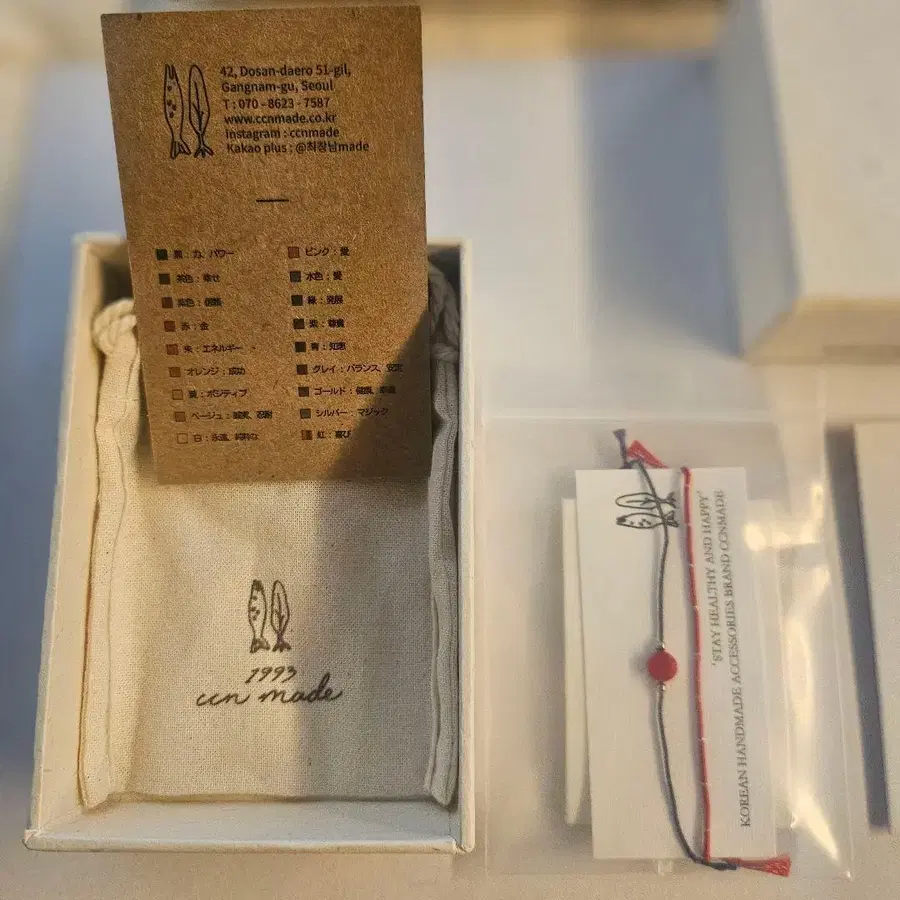 42, Dosan-daero 51-gil,
Gangnam-gu, Seoul
T : 070 - 8623 - 7587
www.ccnmade.co.kr
Instagram : ccnmade
Kakao plus : @최장남made
黒 : 力、パワー
茶色 : 幸せ
赤 : 金
朱 : エネルギー
オレンジ : 成功
黄 : ポジティブ
ベージュ : 誠実、忍耐
白 : 永遠、純粋な
ピンク : 愛
水色 : 愛
緑 : 発展
紫 : 尊敬
青 : 知恵
グレイ : バランス、安定
ゴールド : 健康、幸運
シルバー : マジック
紅 : 喜び
1993
ccn made
'STAY HEALTHY AND HAPPY'
KOREAN HANDMADE ACCESSORIES BRAND CCNMADE